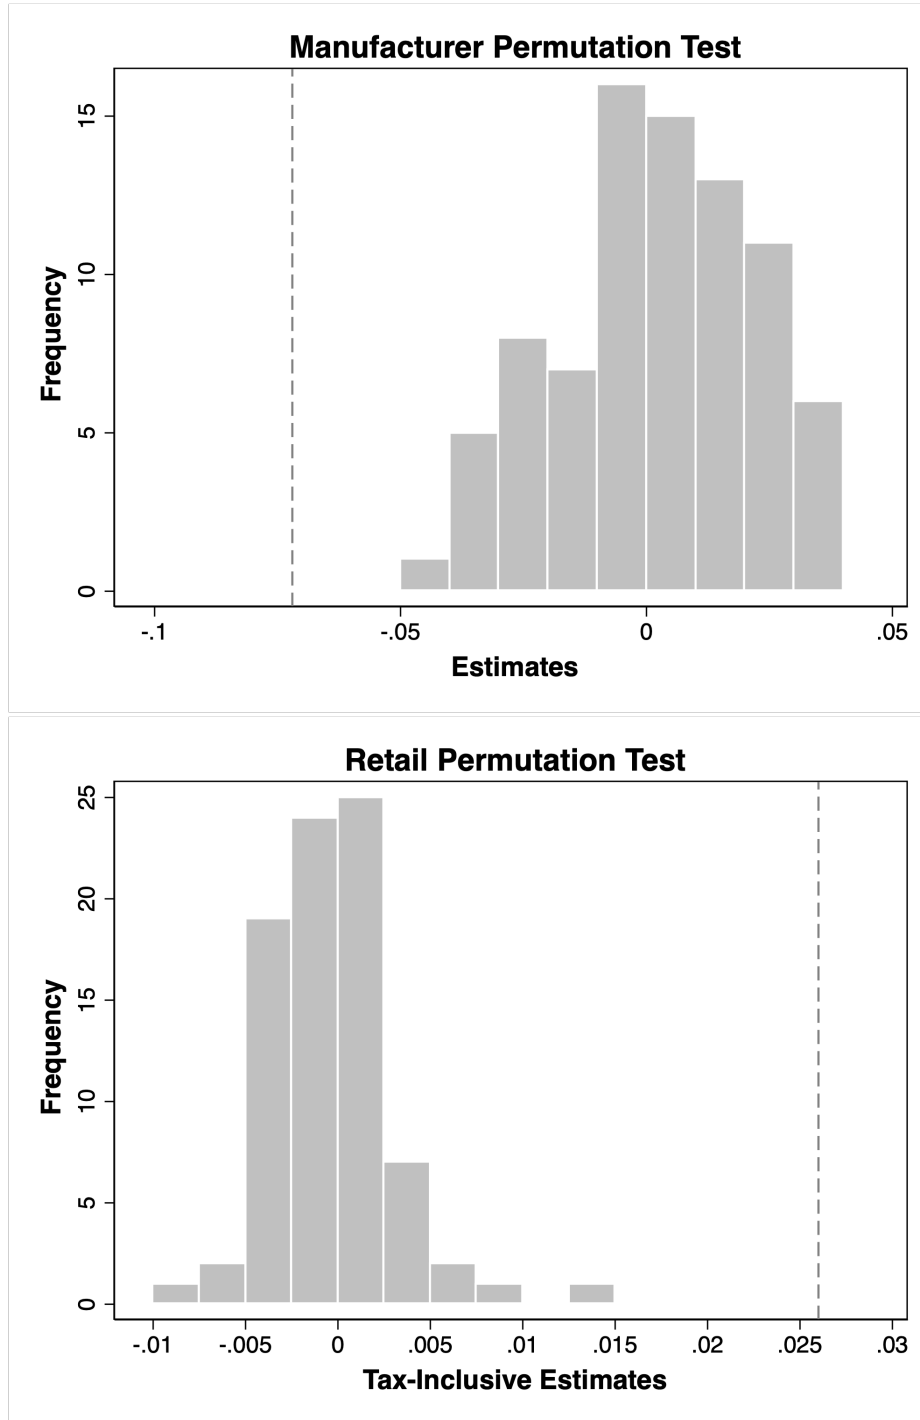 Manufacturer Permutation Test
15
10
5
0
Frequency
-.1 -.05 0 .05
Estimates
Retail Permutation Test
25
20
15
10
5
0
Frequency
-.01 -.005 0 .005 .01 .015 .02 .025 .03
Tax-Inclusive Estimates